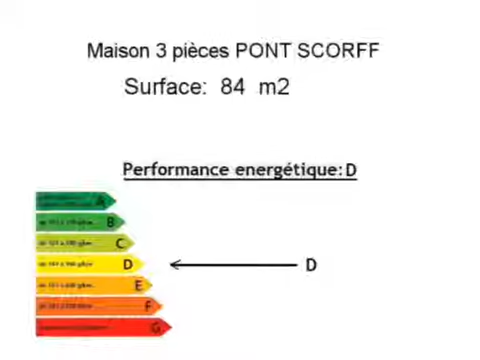 Maison 3 pièces PONT SCORFF
Surface: 84 m2
Performance energétique: D
A
B
C
D
D
E
F
G